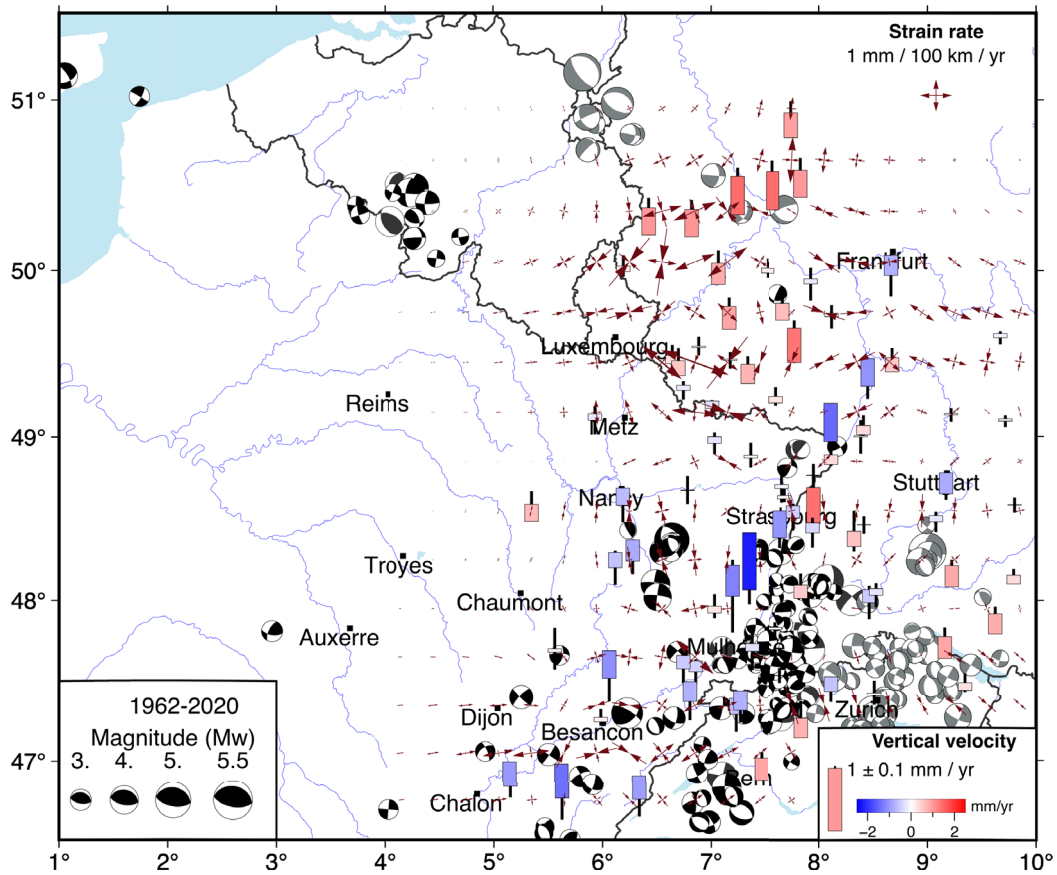 Strain rate
1 mm / 100 km / yr
51°
50°
Frankfurt
Luxembourg
Reims
Metz
49°
Nancy
Stuttgart
Strasbourg
Troyes
48°
Chaumont
Auxerre
Mulhouse
1962-2020
Magnitude (Mw)
3. 4. 5. 5.5
Dijon
Besancon
Zurich
47°
Bern
Chalon
Vertical velocity
1 ± 0.1 mm / yr
mm/yr
−2 0 2
1° 2° 3° 4° 5° 6° 7° 8° 9° 10°